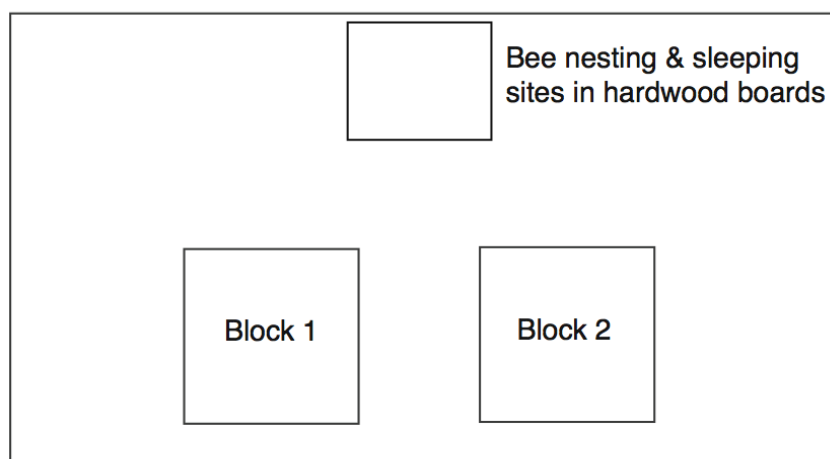 Bee nesting & sleeping
sites in hardwood boards
Block 1
Block 2